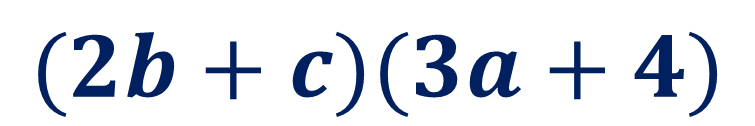 (2b + c)(3a + 4)